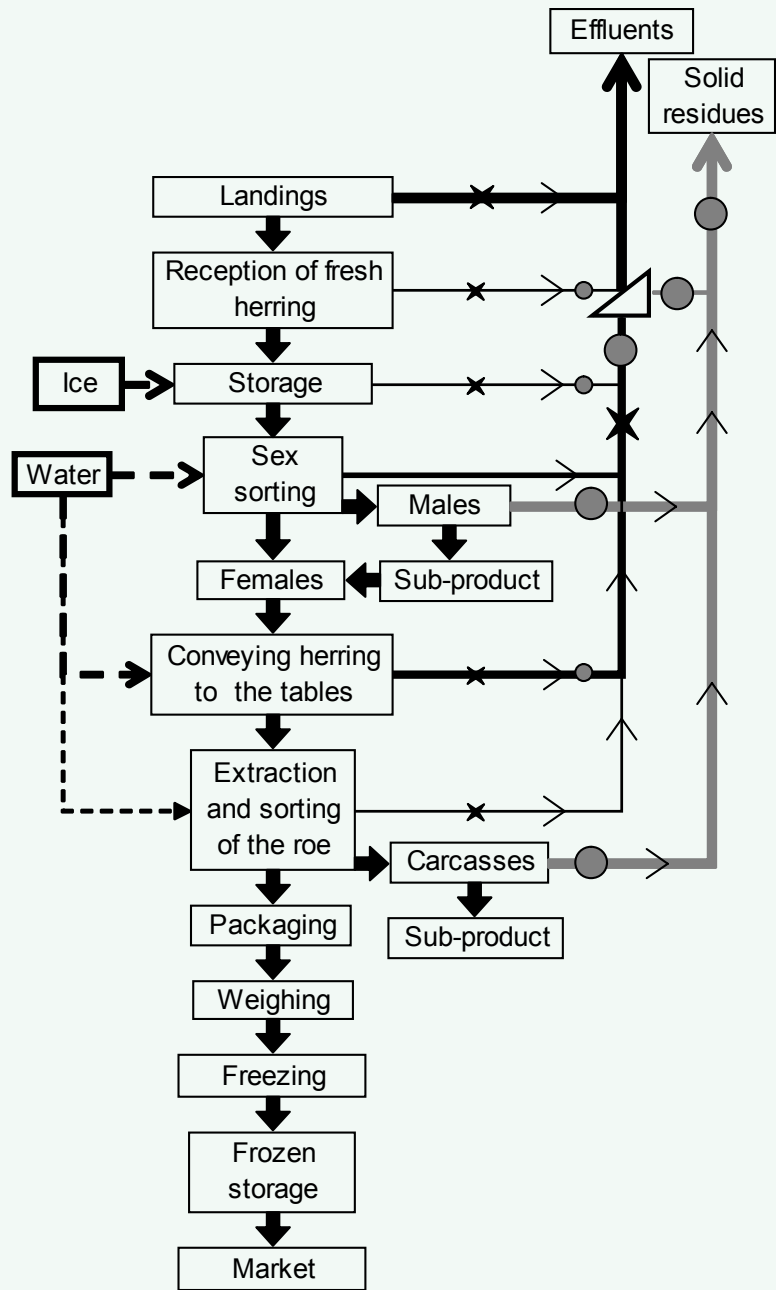 Effluents
Solid
residues
Landings
Reception of fresh
herring
Ice
Storage
Water
Sex
sorting
Males
Females
Sub-product
Conveying herring
to the tables
Extraction
and sorting
of the roe
Carcasses
Packaging
Sub-product
Weighing
Freezing
Frozen
storage
Market